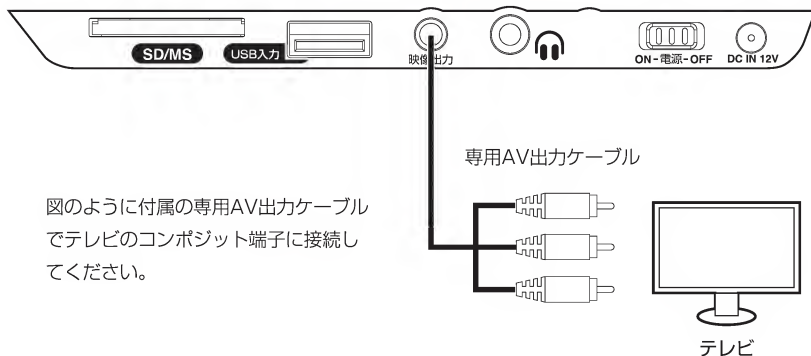 SD/MS
USB入力
映像出力
ON-電源-OFF
DC IN 12V
専用AV出力ケーブル
図のように付属の専用AV出力ケーブル
でテレビのコンポジット端子に接続し
てください。
テレビ